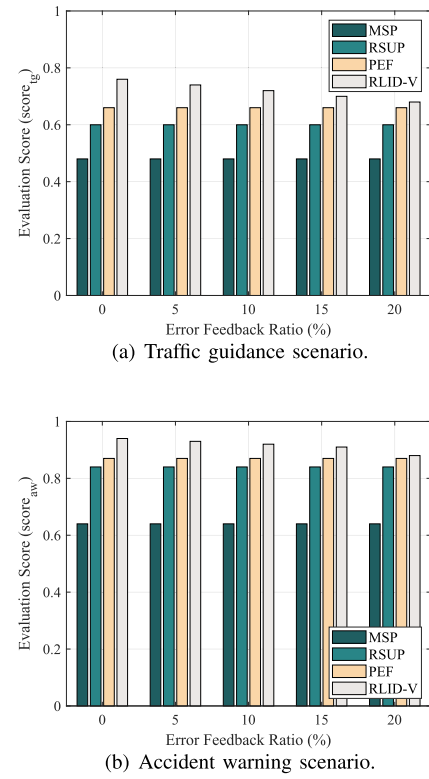 1
0.8
0.6
0.4
0.2
0
Evaluation Score (score_tg)
MSP
RSUP
PEF
RLID-V
0 5 10 15 20
Error Feedback Ratio (%)
(a) Traffic guidance scenario.
1
0.8
0.6
0.4
0.2
0
Evaluation Score (score_aw)
MSP
RSUP
PEF
RLID-V
0 5 10 15 20
Error Feedback Ratio (%)
(b) Accident warning scenario.